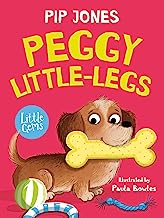 PIP JONES
PEGGY
LITTLE-LEGS
Little
Gems
Illustrated by
Paula Bowles